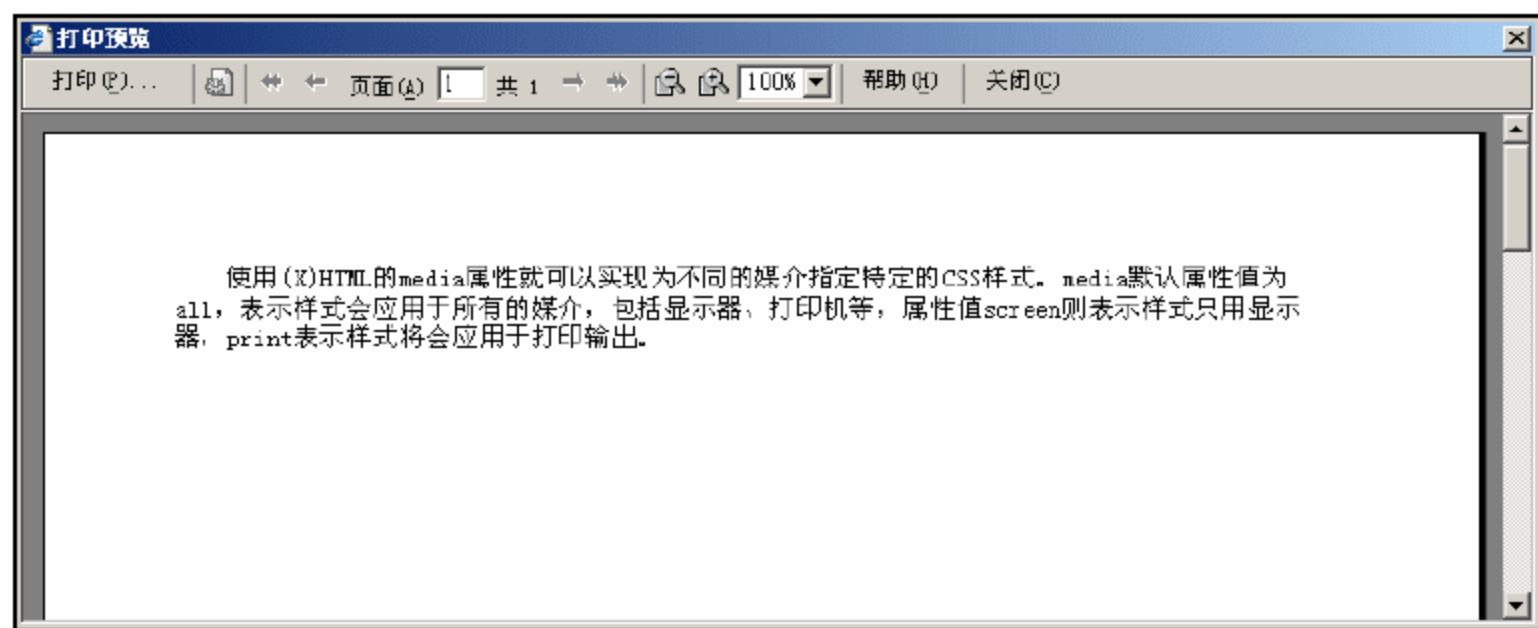 打印预览
打印(P)... 页面(A) 1 共 1 100% 帮助(H) 关闭(C)
使用(X)HTML的media属性就可以实现为不同的媒介指定特定的CSS样式。media默认属性值为
all，表示样式会应用于所有的媒介，包括显示器、打印机等，属性值screen则表示样式只用显示
器，print表示样式将会应用于打印输出。